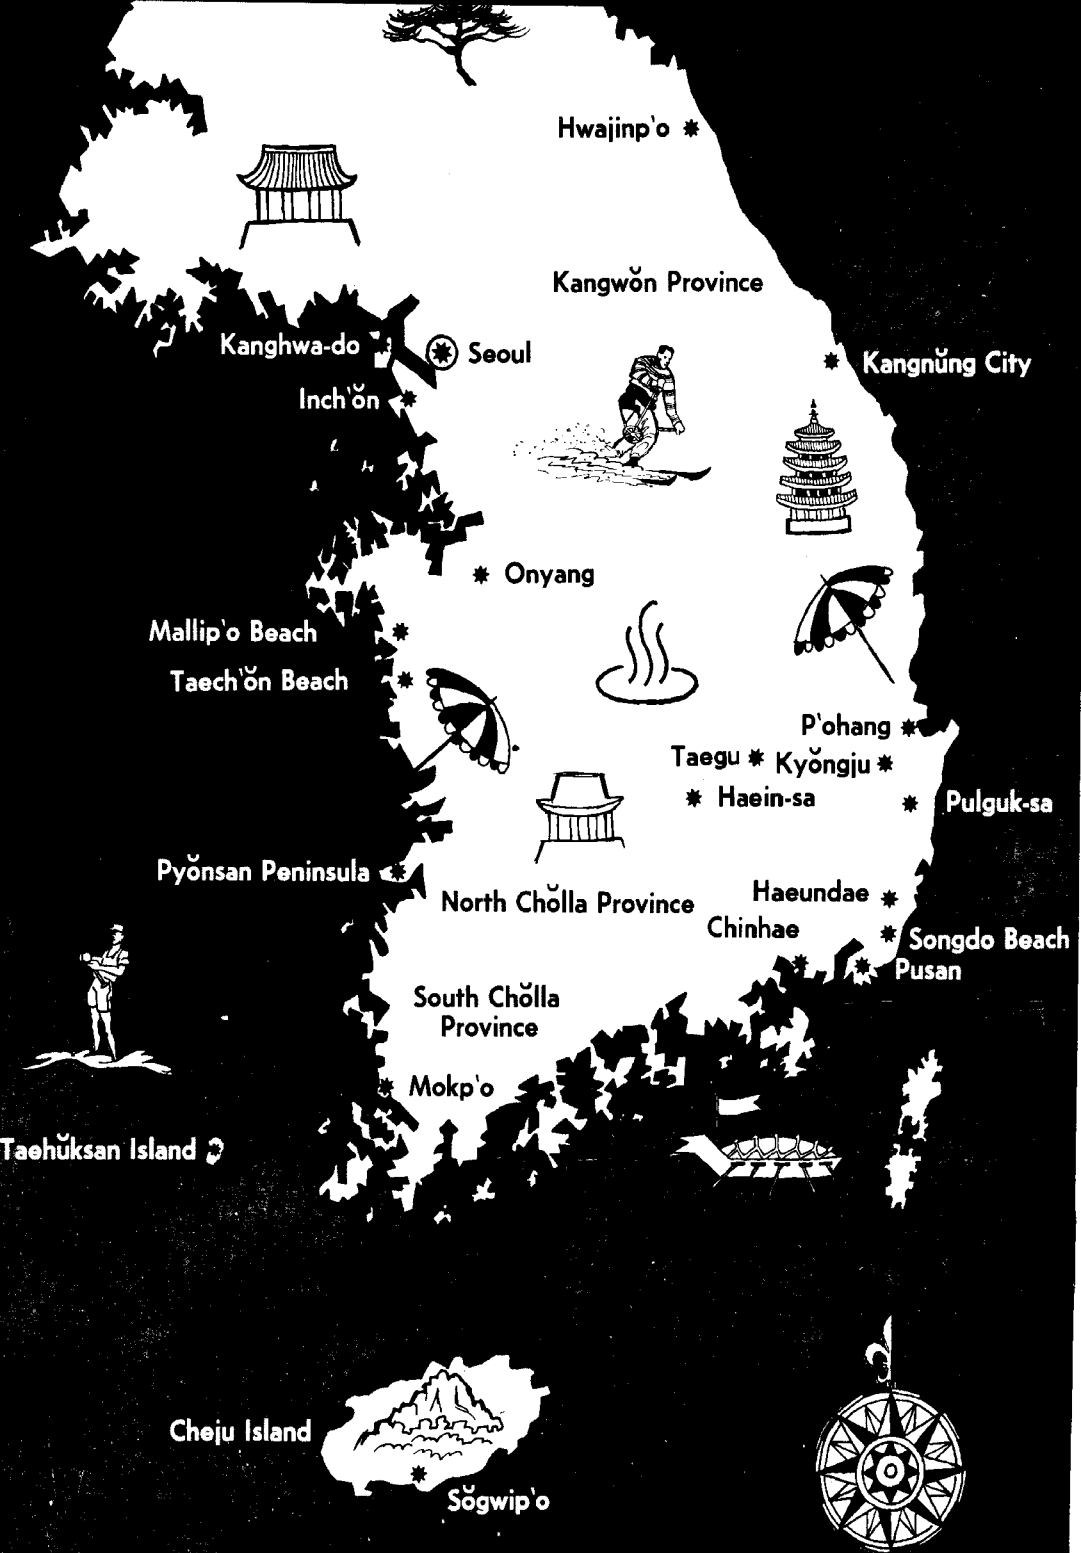 Hwajinp'o
Kangwŏn Province
Kanghwa-do
Seoul
Kangnŭng City
Inch'ŏn
Onyang
Mallip'o Beach
Taech'ŏn Beach
P'ohang
Taegu
Kyŏngju
Haein-sa
Pulguk-sa
Pyŏnsan Peninsula
North Chŏlla Province
Haeundae
Chinhae
Songdo Beach
Pusan
South Chŏlla
Province
Mokp'o
Taehŭksan Island
Cheju Island
Sŏgwip'o